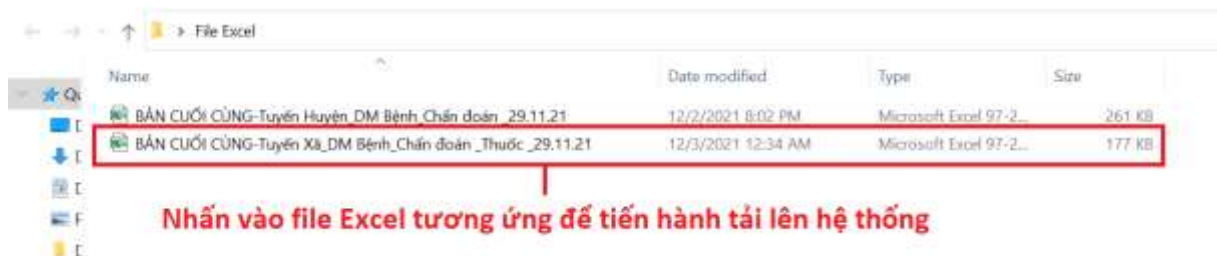 File Excel
Name Date modified Type Size
Qu
BẢN CUỐI CÙNG-Tuyến Huyện_DM Bệnh_Chẩn đoán _29.11.21 12/2/2021 8:02 PM Microsoft Excel 97-2... 261 KB
BẢN CUỐI CÙNG-Tuyến Xã_DM Bệnh_Chẩn đoán _Thuốc _29.11.21 12/3/2021 12:34 AM Microsoft Excel 97-2... 177 KB
Nhấn vào file Excel tương ứng để tiến hành tải lên hệ thống